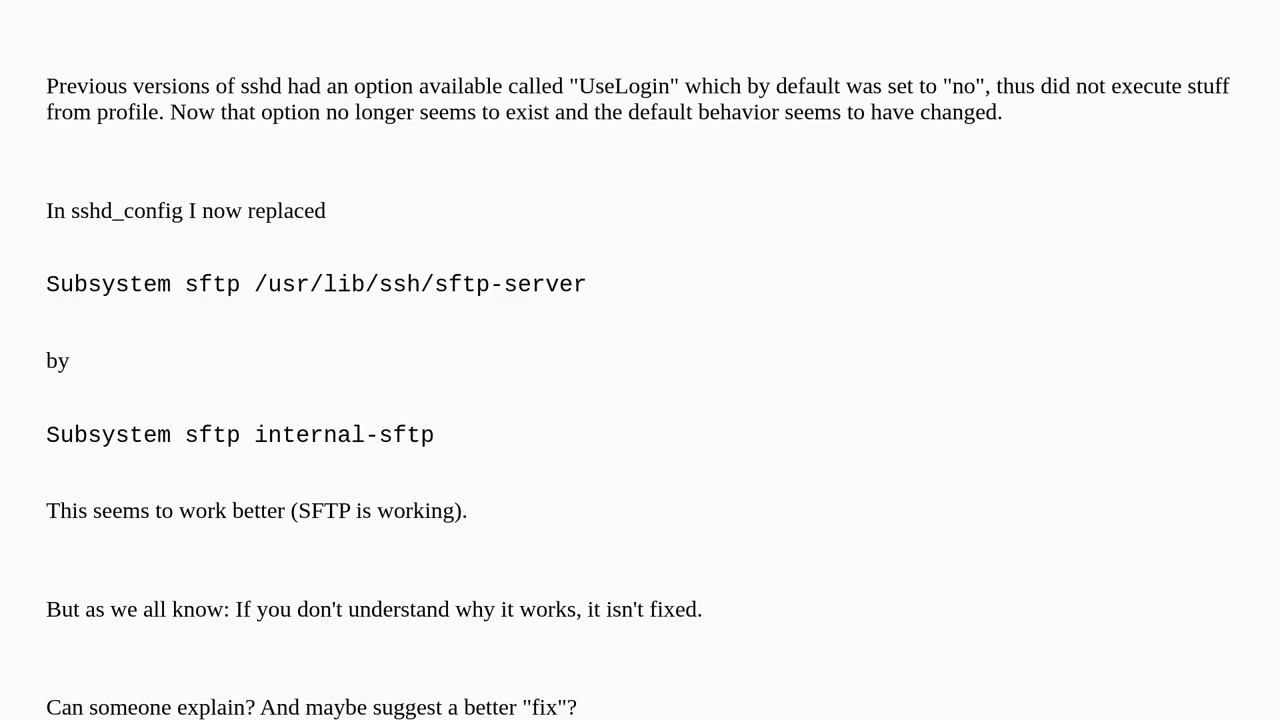 Previous versions of sshd had an option available called "UseLogin" which by default was set to "no", thus did not execute stuff
from profile. Now that option no longer seems to exist and the default behavior seems to have changed.
In sshd_config I now replaced
Subsystem sftp /usr/lib/ssh/sftp-server
by
Subsystem sftp internal-sftp
This seems to work better (SFTP is working).
But as we all know: If you don't understand why it works, it isn't fixed.
Can someone explain? And maybe suggest a better "fix"?